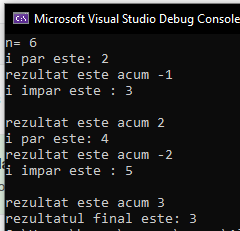 Microsoft Visual Studio Debug Console
n= 6
i par este: 2
rezultat este acum -1
i impar este : 3
rezultat este acum 2
i par este: 4
rezultat este acum -2
i impar este : 5
rezultat este acum 3
rezultatul final este: 3